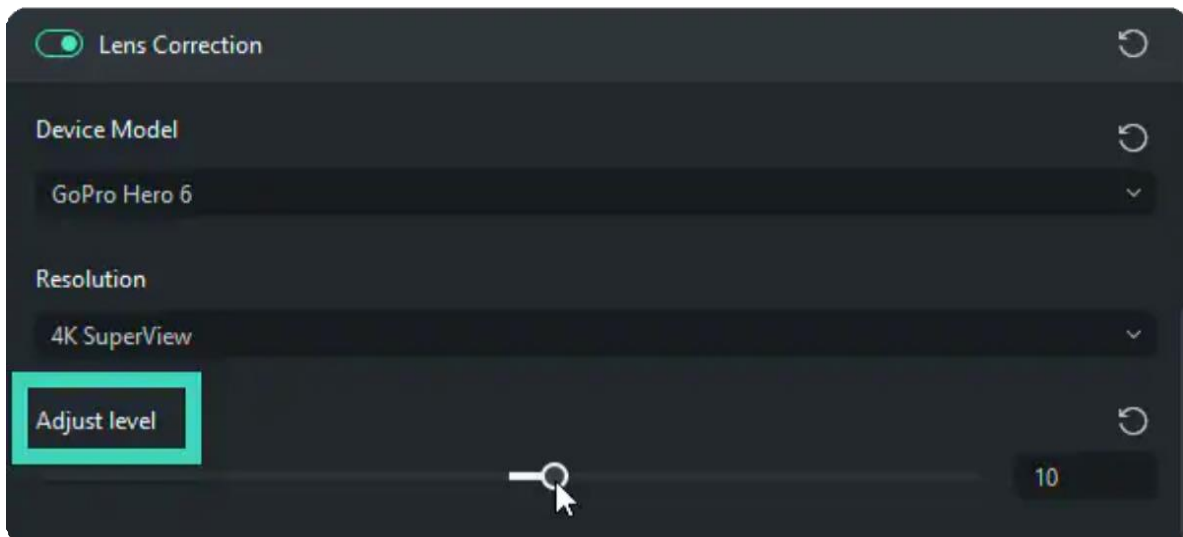 Lens Correction
Device Model
GoPro Hero 6
Resolution
4K SuperView
Adjust level
10